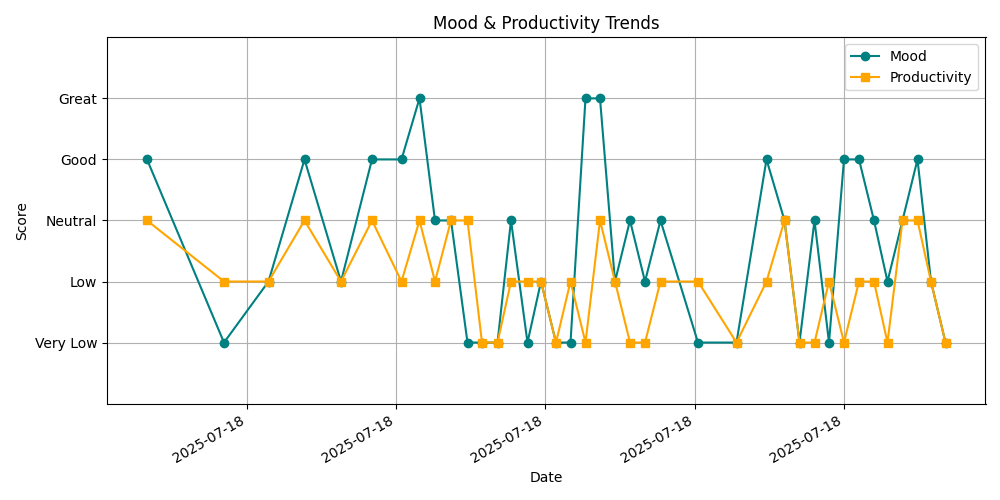 Mood & Productivity Trends
Mood
Productivity
Great
Good
Neutral
Low
Very Low
Score
2025-07-18
2025-07-18
2025-07-18
2025-07-18
2025-07-18
Date